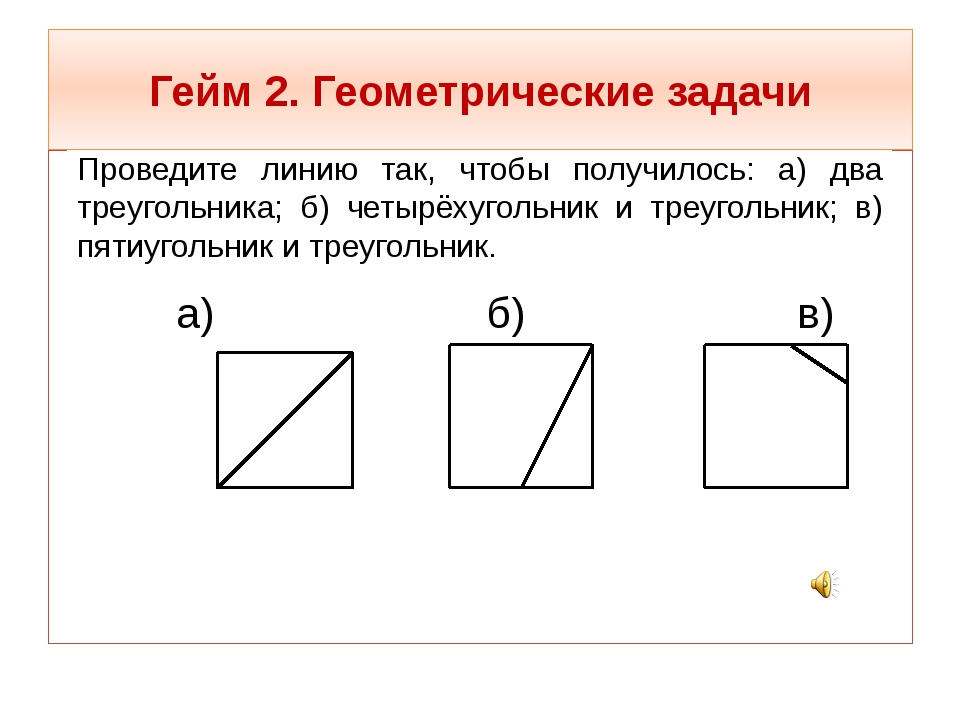 Гейм 2. Геометрические задачи
Проведите линию так, чтобы получилось: а) два
треугольника; б) четырёхугольник и треугольник; в)
пятиугольник и треугольник.
а) б) в)